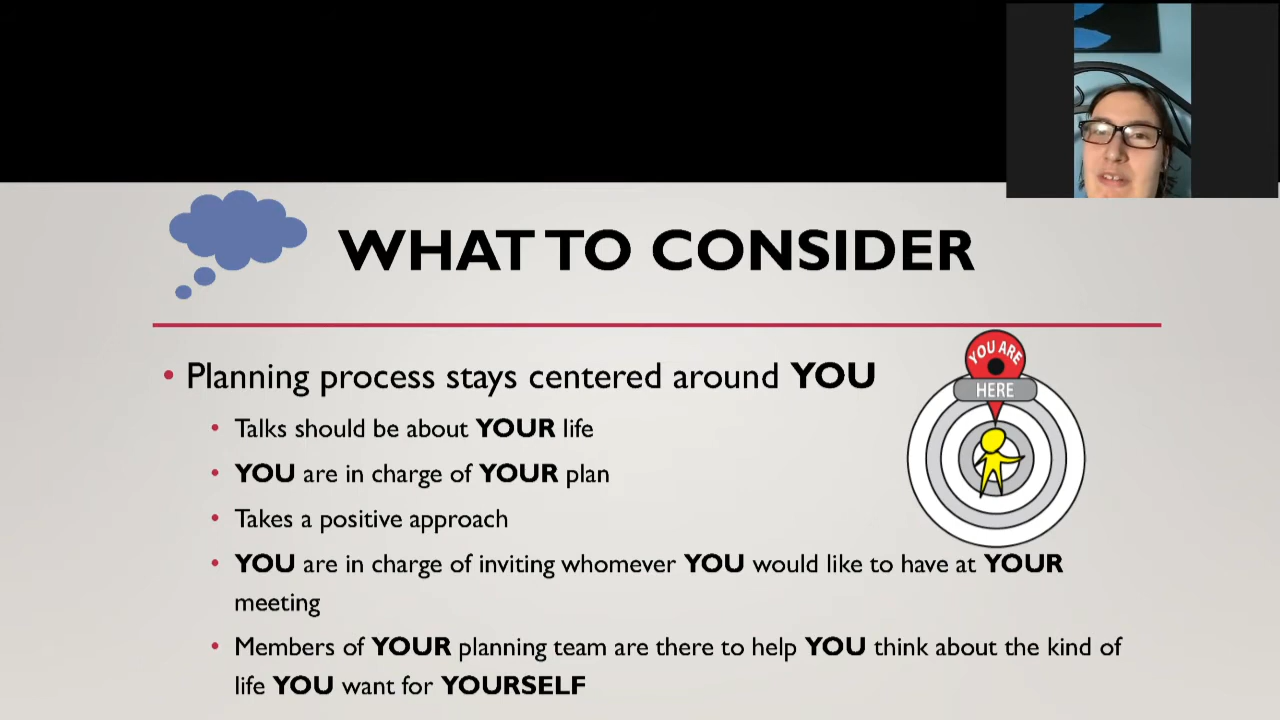 WHAT TO CONSIDER
Planning process stays centered around YOU
YOU ARE
HERE
Talks should be about YOUR life
YOU are in charge of YOUR plan
Takes a positive approach
YOU are in charge of inviting whomever YOU would like to have at YOUR
meeting
Members of YOUR planning team are there to help YOU think about the kind of
life YOU want for YOURSELF